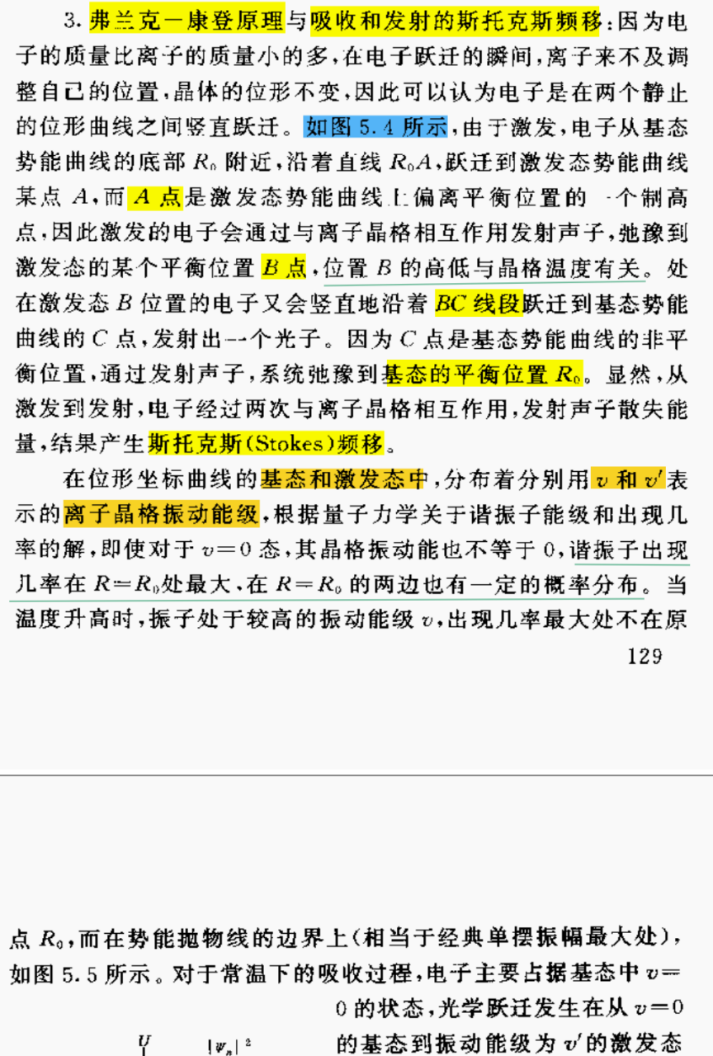 3. 弗兰克－康登原理与吸收和发射的斯托克斯频移:因为电
子的质量比离子的质量小的多,在电子跃迁的瞬间,离子来不及调
整自己的位置,晶体的位形不变,因此可以认为电子是在两个静止
的位形曲线之间竖直跃迁。如图 5.4 所示,由于激发,电子从基态
势能曲线的底部 R₀ 附近,沿着直线 R₀A,跃迁到激发态势能曲线
某点 A,而 A 点是激发态势能曲线上偏离平衡位置的一个制高
点,因此激发的电子会通过与离子晶格相互作用发射声子,弛豫到
激发态的某个平衡位置 B 点,位置 B 的高低与晶格温度有关。处
在激发态 B 位置的电子又会竖直地沿着 BC 线段跃迁到基态势能
曲线的 C 点,发射出一个光子。因为 C 点是基态势能曲线的非平
衡位置,通过发射声子,系统弛豫到基态的平衡位置 R₀。显然,从
激发到发射,电子经过两次与离子晶格相互作用,发射声子散失能
量,结果产生斯托克斯(Stokes)频移。
在位形坐标曲线的基态和激发态中,分布着分别用 v 和 v′表
示的离子晶格振动能级,根据量子力学关于谐振子能级和出现几
率的解,即使对于 v=0 态,其晶格振动能也不等于 0,谐振子出现
几率在 R=R₀处最大,在 R=R₀ 的两边也有一定的概率分布。当
温度升高时,振子处于较高的振动能级 v,出现几率最大处不在原
129
点 R₀,而在势能抛物线的边界上(相当于经典单摆振幅最大处),
如图 5.5 所示。对于常温下的吸收过程,电子主要占据基态中 v=
0 的状态,光学跃迁发生在从 v=0
U |Ψₙ|² 的基态到振动能级为 v′的激发态